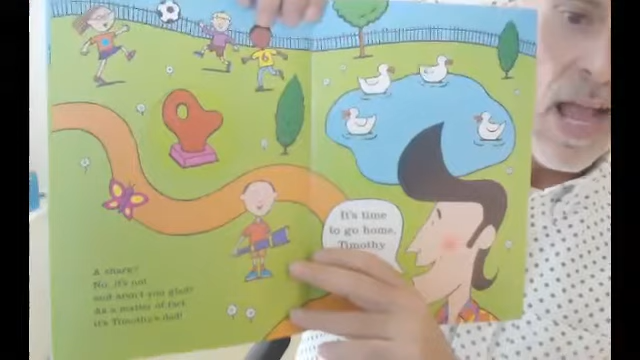 A shark?
No, it's not
and aren't you glad?
As a matter of fact
it's Timothy's dad!
It's time
to go home,
Timothy